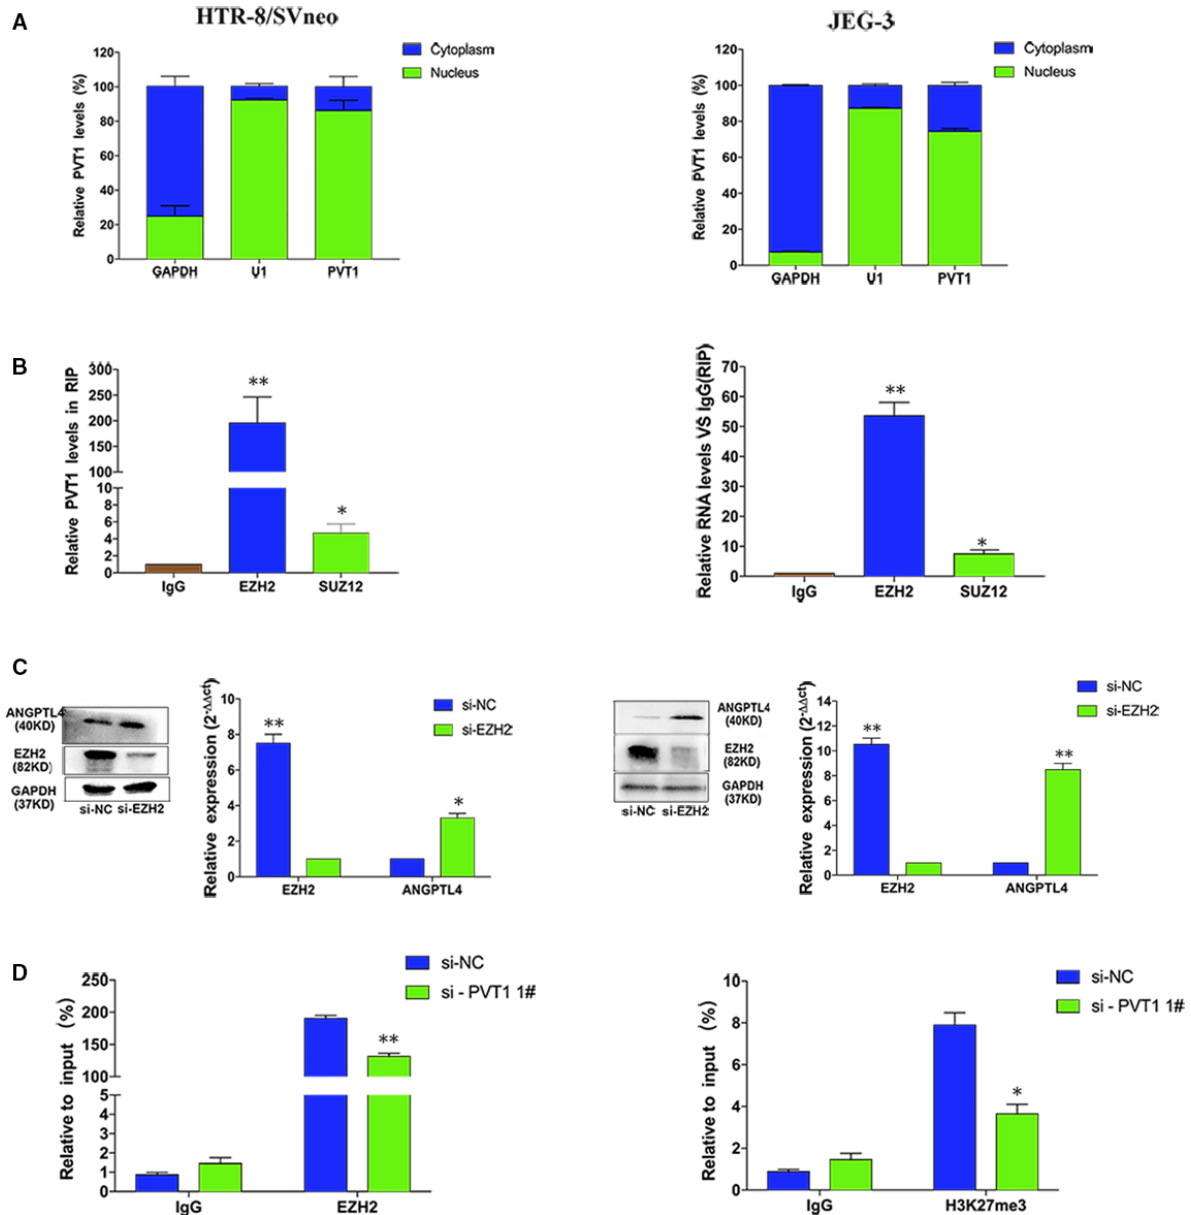 A
HTR-8/SVneo
Relative PVT1 levels (%)
120
100
80
60
40
20
0
GAPDH U1 PVT1
Cytoplasm
Nucleus
JEG-3
Relative PVT1 levels (%)
120
100
80
60
40
20
0
GAPDH U1 PVT1
Cytoplasm
Nucleus
B
Relative PVT1 levels in RIP
300
250
200
150
100
10
8
6
4
2
0
**
*
IgG EZH2 SUZ12
Relative RNA levels VS IgG(RIP)
70
60
50
40
30
20
10
0
**
*
IgG EZH2 SUZ12
C
ANGPTL4
(40KD)
EZH2
(82KD)
GAPDH
(37KD)
si-NC si-EZH2
Relative expression (2-ΔΔct)
10
8
6
4
2
0
**
*
EZH2 ANGPTL4
si-NC
si-EZH2
ANGPTL4
(40KD)
EZH2
(82KD)
GAPDH
(37KD)
si-NC si-EZH2
Relative expression (2-ΔΔct)
14
12
10
8
6
4
2
0
**
**
EZH2 ANGPTL4
si-NC
si-EZH2
D
Relative to input (%)
250
200
150
100
5
4
3
2
1
0
**
IgG EZH2
si-NC
si - PVT1 1#
Relative to input (%)
10
8
6
4
2
0
*
IgG H3K27me3
si-NC
si - PVT1 1#